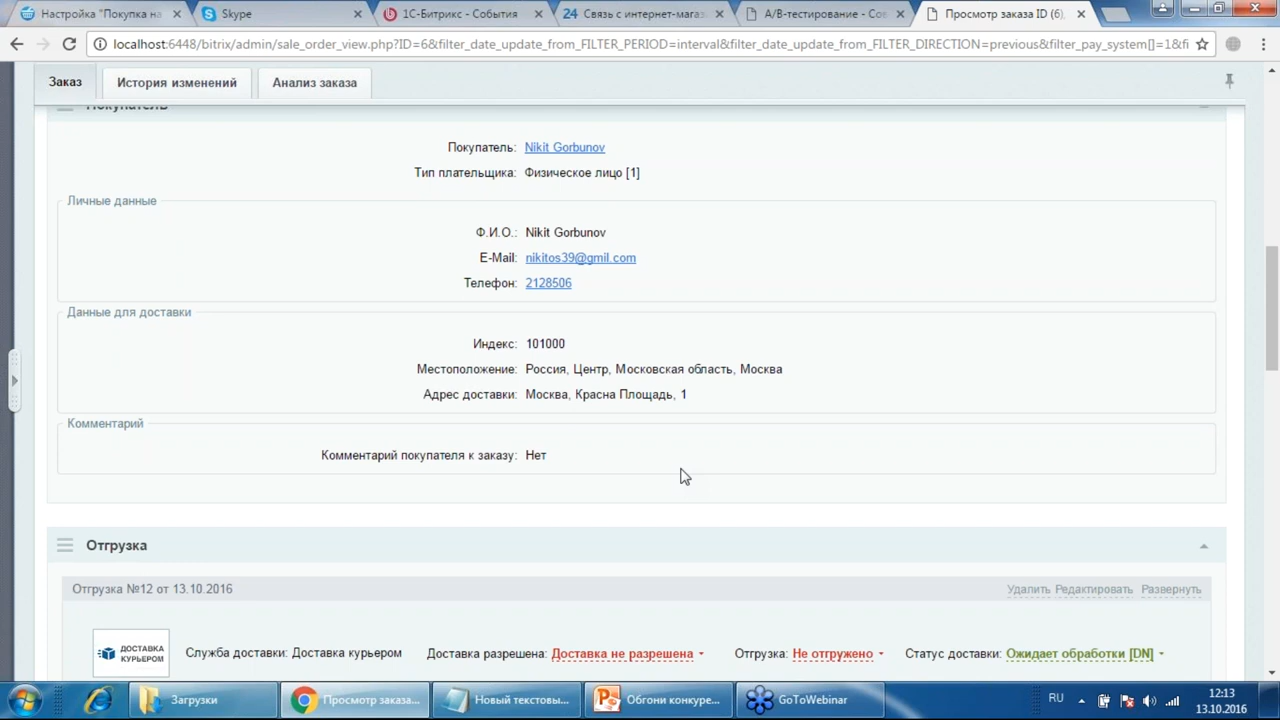 Настройка "Покупка на
Skype
1С-Битрикс - События
24 Связь с интернет-магаз
A/B-тестирование - Сов
Просмотр заказа ID (6),
localhost:6448/bitrix/admin/sale_order_view.php?ID=6&filter_date_update_from_FILTER_PERIOD=interval&filter_date_update_from_FILTER_DIRECTION=previous&filter_pay_system[]=1&fi
Заказ
История изменений
Анализ заказа
Покупатель
Покупатель: Nikit Gorbunov
Тип плательщика: Физическое лицо [1]
Личные данные
Ф.И.О.: Nikit Gorbunov
E-Mail: nikitos39@gmil.com
Телефон: 2128506
Данные для доставки
Индекс: 101000
Местоположение: Россия, Центр, Московская область, Москва
Адрес доставки: Москва, Красна Площадь, 1
Комментарий
Комментарий покупателя к заказу: Нет
Отгрузка
Отгрузка №12 от 13.10.2016
Удалить Редактировать Развернуть
ДОСТАВКА
КУРЬЕРОМ
Служба доставки: Доставка курьером
Доставка разрешена: Доставка не разрешена
Отгрузка: Не отгружено
Статус доставки: Ожидает обработки [DN]
Загрузки
Просмотр заказа...
Новый текстовы...
Обгони конкуре...
GoToWebinar
RU
12:13
13.10.2016